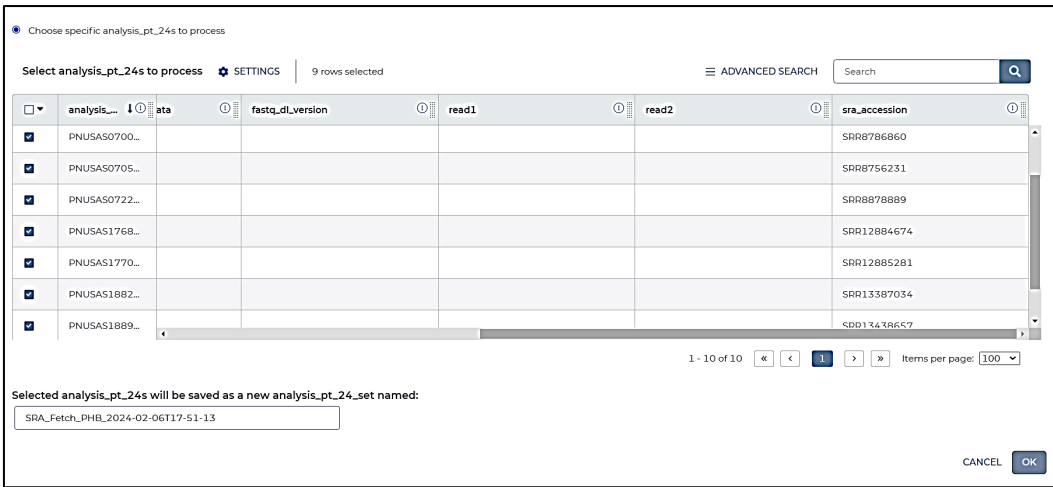 Choose specific analysis_pt_24s to process
Select analysis_pt_24s to process SETTINGS 9 rows selected ADVANCED SEARCH Search
analysis_... ata fastq_dl_version read1 read2 sra_accession
PNUSAS0700... SRR8786860
PNUSAS0705... SRR8756231
PNUSAS0722... SRR8878889
PNUSAS1768... SRR12884674
PNUSAS1770... SRR12885281
PNUSAS1882... SRR13387034
PNUSAS1889... SRR13438657
1 - 10 of 10 « < 1 > » Items per page: 100
Selected analysis_pt_24s will be saved as a new analysis_pt_24_set named:
SRA_Fetch_PHB_2024-02-06T17-51-13
CANCEL OK